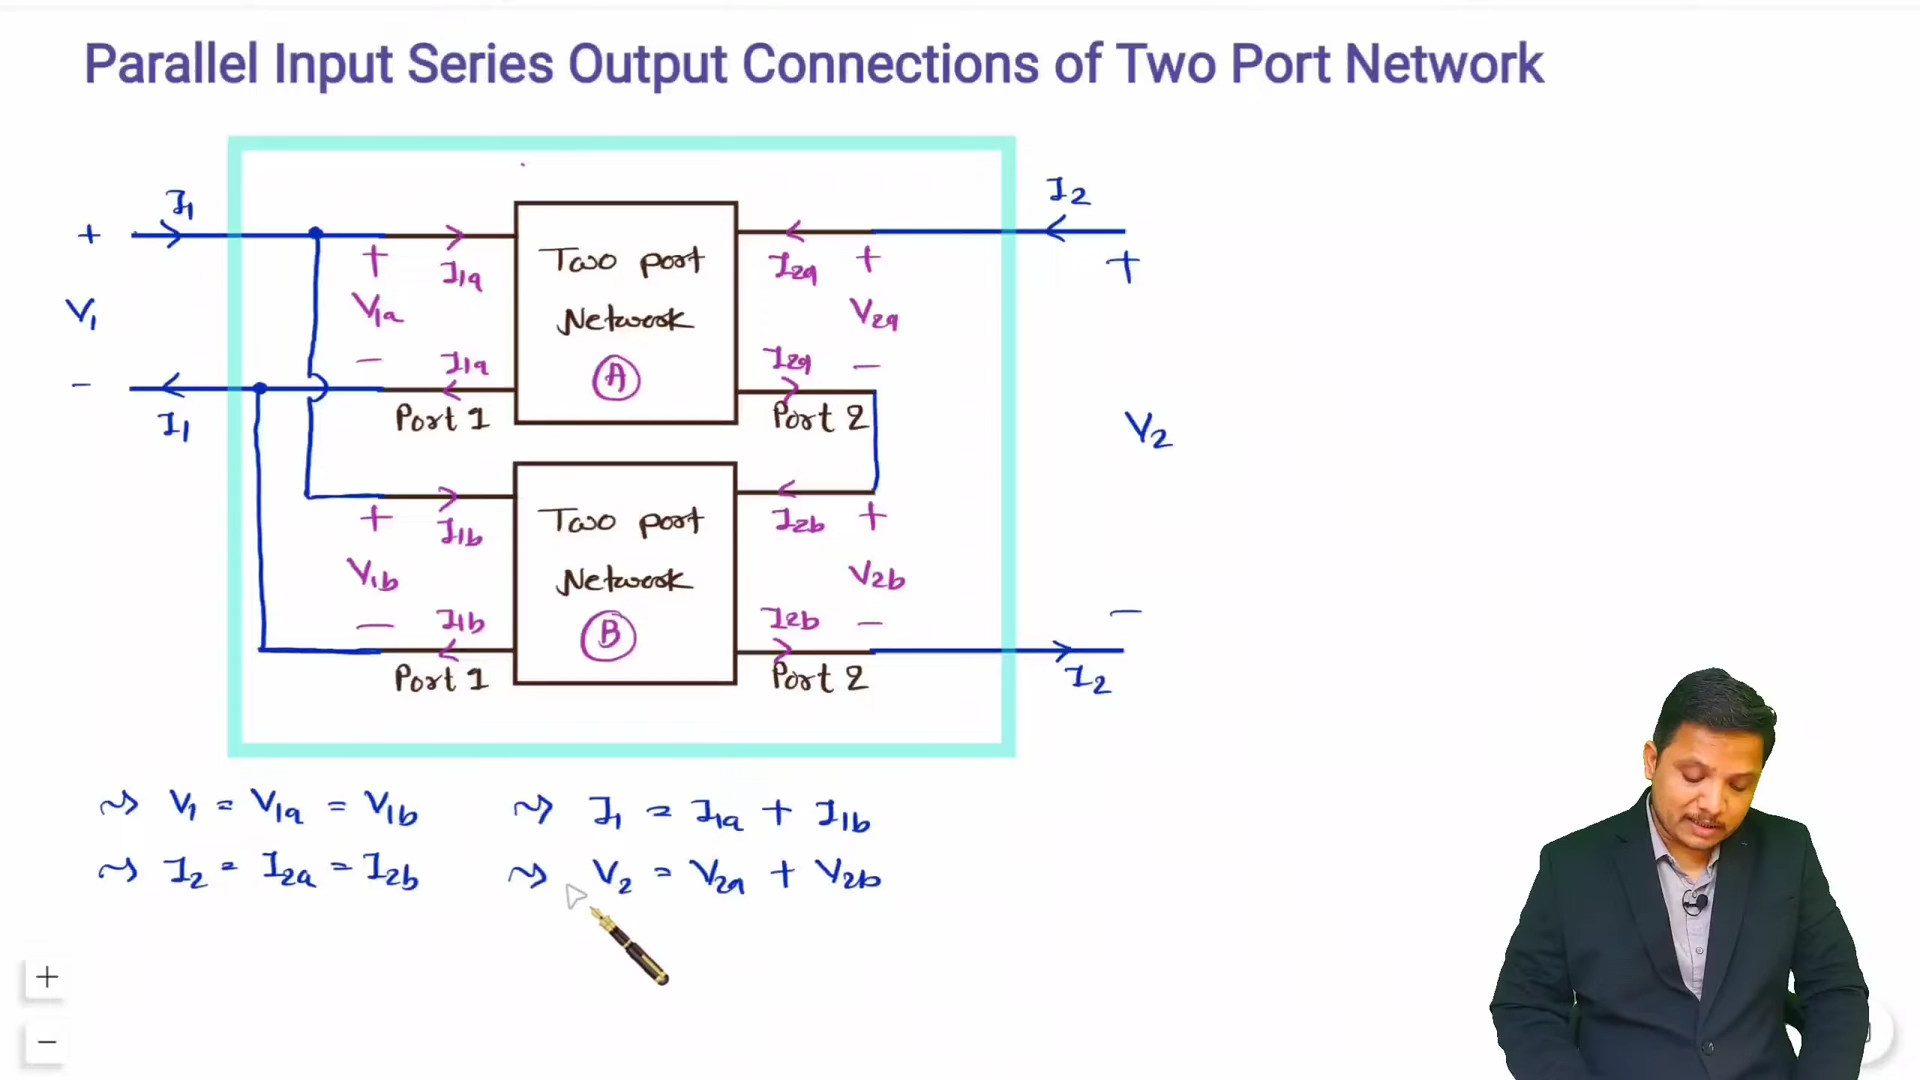 Parallel Input Series Output Connections of Two Port Network
I1
I2
+
+
I1a
Two port
I2a
+
+
V1
V1a
Network
V2a
-
-
I1a
A
I2a
-
I1
Port 1
Port 2
V2
+
I1b
Two port
I2b
+
V1b
Network
V2b
-
I1b
B
I2b
-
-
Port 1
Port 2
I2
⇝ V1 = V1a = V1b
⇝ I1 = I1a + I1b
⇝ I2 = I2a = I2b
⇝ V2 = V2a + V2b
+
-